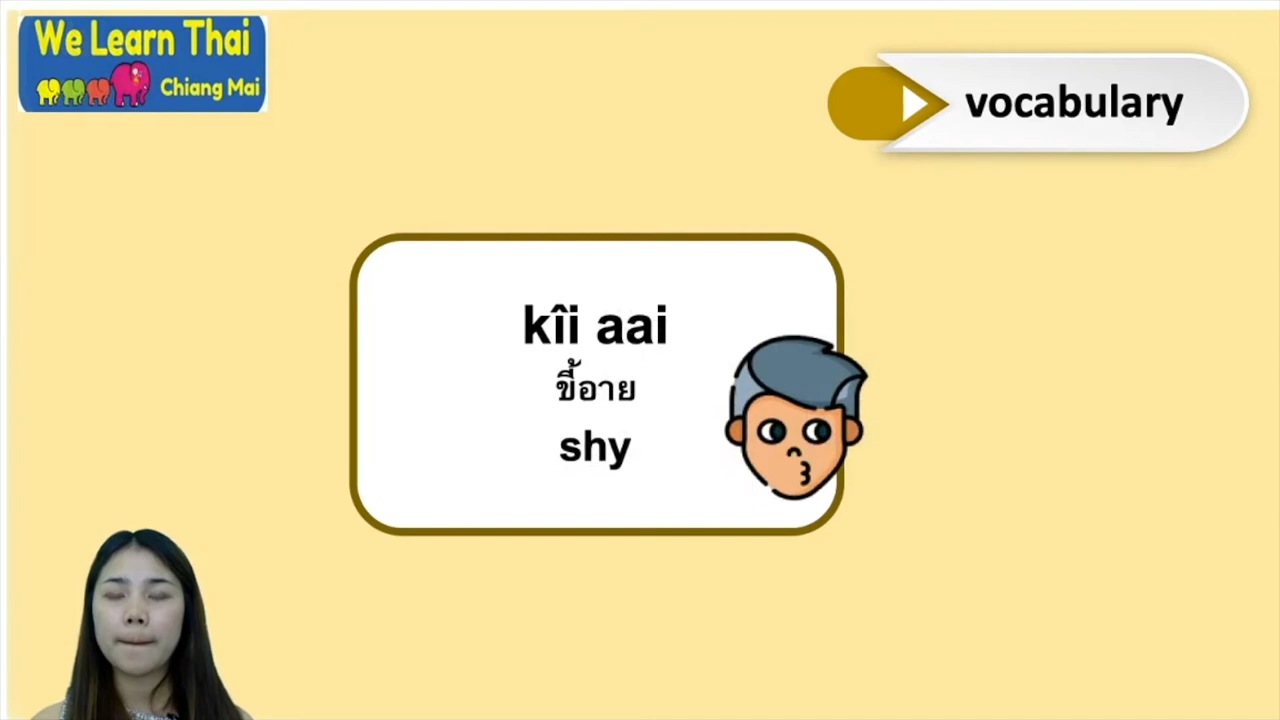 We Learn Thai
Chiang Mai
vocabulary
kîi aai
ขี้อาย
shy